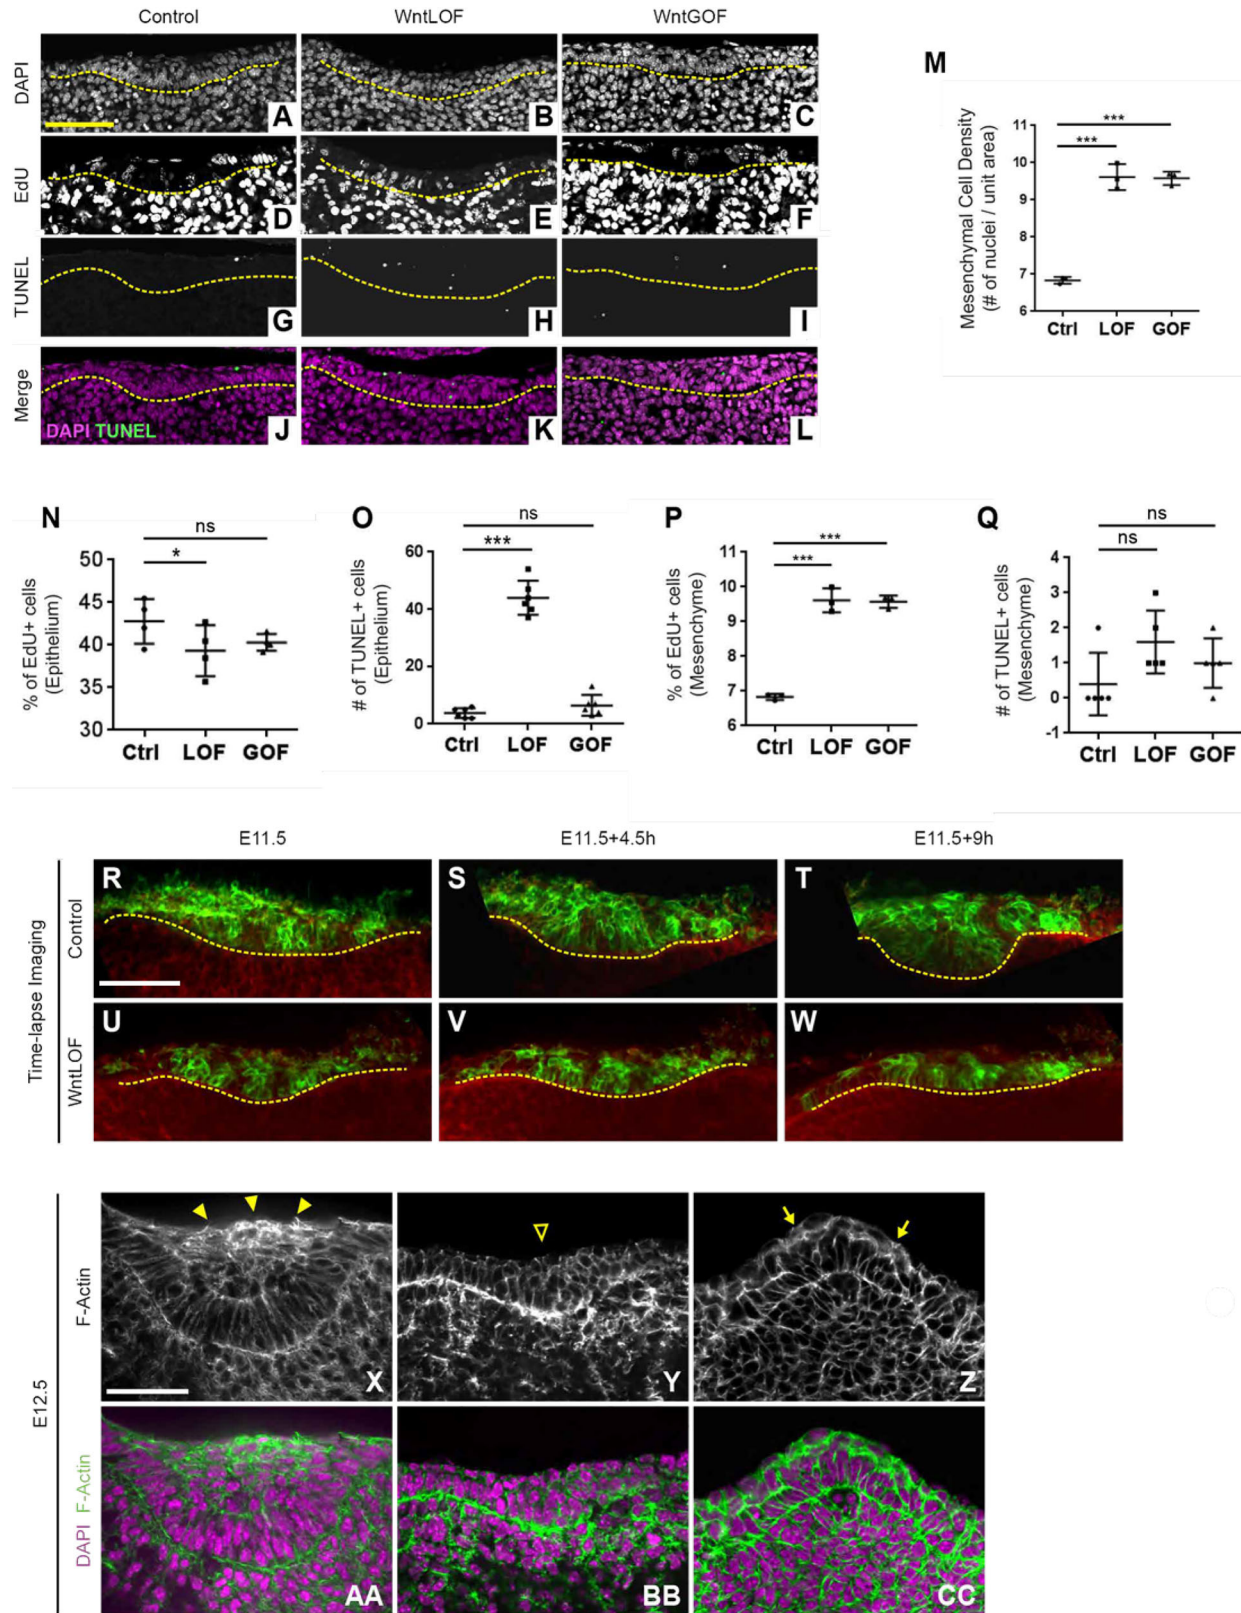 Control WntLOF WntGOF
DAPI A B C
EdU D E F
TUNEL G H I
Merge DAPI TUNEL J K L
M
Mesenchymal Cell Density
(# of nuclei / unit area)
11
10
9
8
7
6
***
***
Ctrl LOF GOF
N
% of EdU+ cells
(Epithelium)
50
45
40
35
30
ns
*
Ctrl LOF GOF
O
# of TUNEL+ cells
(Epithelium)
60
40
20
0
ns
***
Ctrl LOF GOF
P
% of EdU+ cells
(Mesenchyme)
11
10
9
8
7
6
***
***
Ctrl LOF GOF
Q
# of TUNEL+ cells
(Mesenchyme)
4
3
2
1
0
-1
ns
ns
Ctrl LOF GOF
E11.5 E11.5+4.5h E11.5+9h
Time-lapse Imaging
Control R S T
WntLOF U V W
E12.5
F-Actin X Y Z
DAPI F-Actin AA BB CC